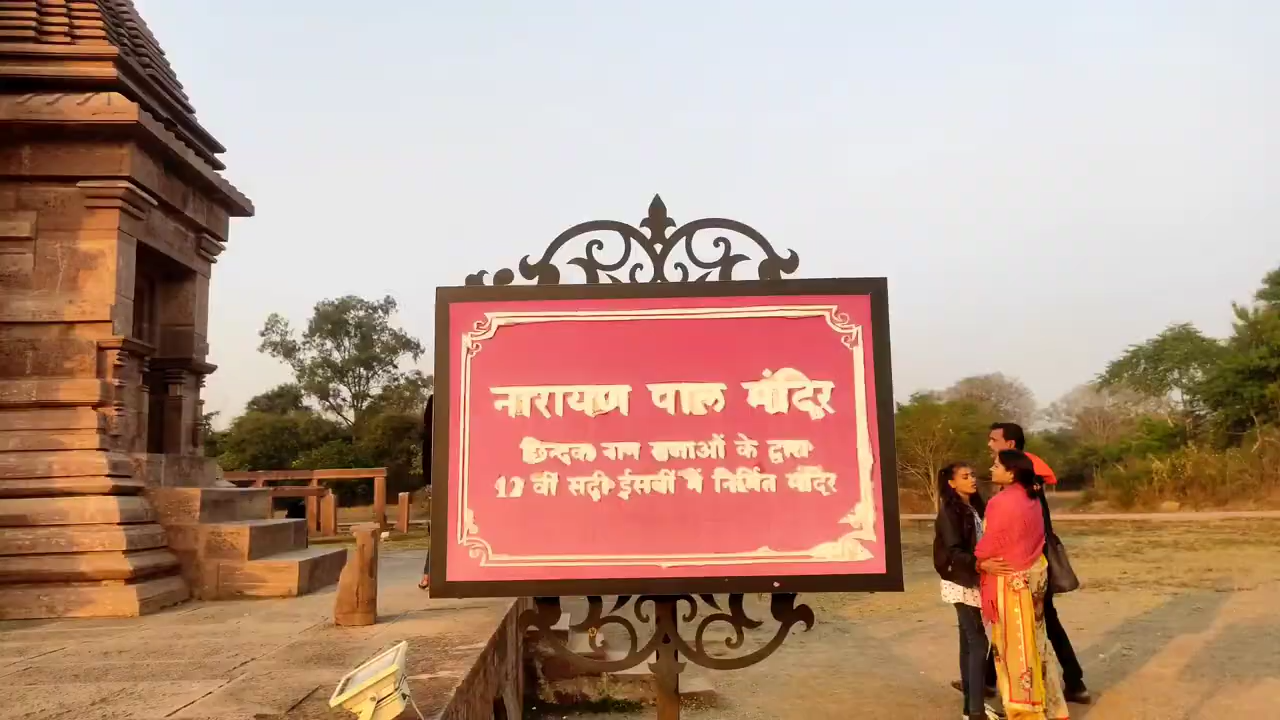 नारायण पाल मंदिर
छिन्दक नाग राजाओं के द्वारा
12 वीं सदी ईसवीं में निर्मित मंदिर